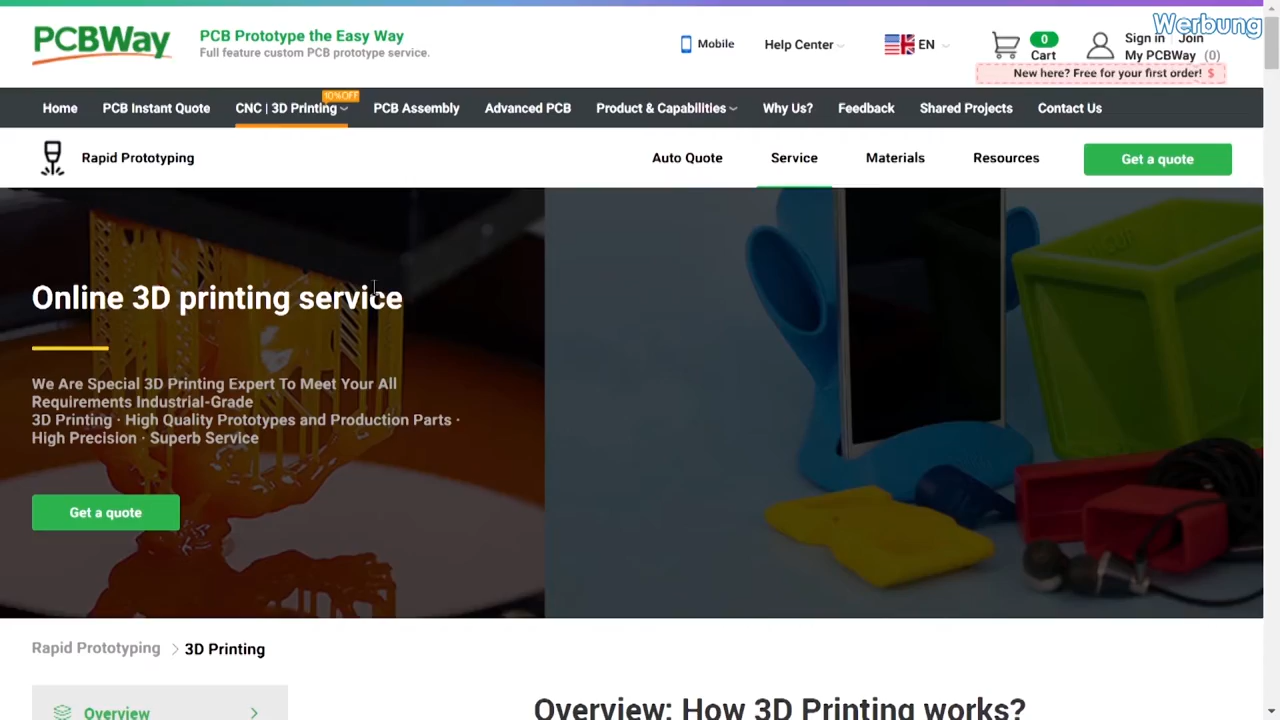 Werbung
PCBWay
PCB Prototype the Easy Way
Full feature custom PCB prototype service.
Mobile
Help Center
EN
0
Cart
Sign in | Join
My PCBWay (0)
New here? Free for your first order! $
Home
PCB Instant Quote
CNC | 3D Printing
10%OFF
PCB Assembly
Advanced PCB
Product & Capabilities
Why Us?
Feedback
Shared Projects
Contact Us
Rapid Prototyping
Auto Quote
Service
Materials
Resources
Get a quote
Online 3D printing service
We Are Special 3D Printing Expert To Meet Your All
Requirements Industrial-Grade
3D Printing · High Quality Prototypes and Production Parts ·
High Precision · Superb Service
Get a quote
Rapid Prototyping > 3D Printing
Overview
Overview: How 3D Printing works?